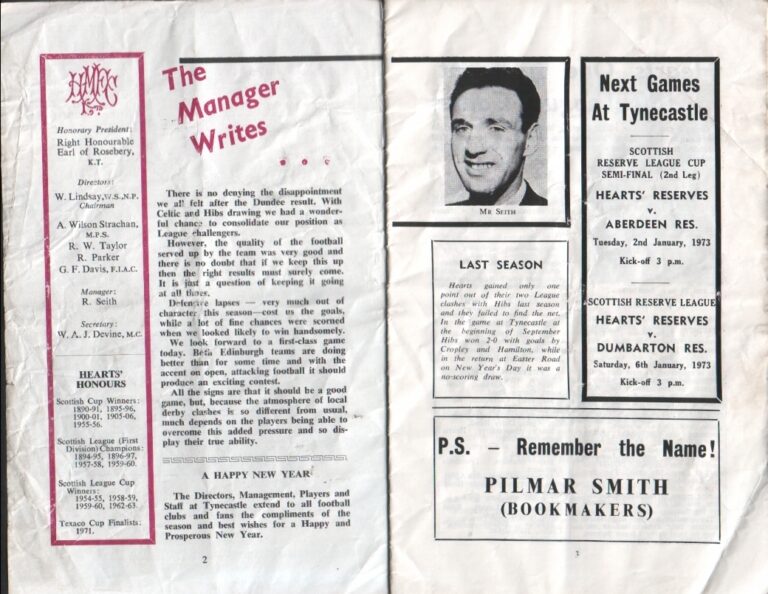 HMFC
Honorary President:
Right Honourable
Earl of Rosebery,
K.T.
Directors:
W. Lindsay, W.S., N.P.
Chairman
A. Wilson Strachan,
M.P.S.
R. W. Taylor
R. Parker
G. F. Davis, F.I.A.C.
Manager:
R. Seith
Secretary:
W. A. J. Devine, M.C.
HEARTS'
HONOURS
Scottish Cup Winners:
1890-91, 1895-96,
1900-01, 1905-06,
1955-56.
Scottish League (First
Division) Champions:
1894-95, 1896-97,
1957-58, 1959-60.
Scottish League Cup
Winners:
1954-55, 1958-59,
1959-60, 1962-63.
Texaco Cup Finalists:
1971.
The
Manager
Writes
...
There is no denying the disappointment
we all felt after the Dundee result. With
Celtic and Hibs drawing we had a wonder-
ful chance to consolidate our position as
League challengers.
However, the quality of the football
served up by the team was very good and
there is no doubt that if we keep this up
then the right results must surely come.
It is just a question of keeping it going
at all times.
Defensive lapses — very much out of
character this season—cost us the goals,
while a lot of fine chances were scorned
when we looked likely to win handsomely.
We look forward to a first-class game
today. Both Edinburgh teams are doing
better than for some time and with the
accent on open, attacking football it should
produce an exciting contest.
All the signs are that it should be a good
game, but, because the atmosphere of local
derby clashes is so different from usual,
much depends on the players being able to
overcome this added pressure and so dis-
play their true ability.
A HAPPY NEW YEAR
The Directors, Management, Players and
Staff at Tynecastle extend to all football
clubs and fans the compliments of the
season and best wishes for a Happy and
Prosperous New Year.
2
MR SEITH
LAST SEASON
Hearts gained only one
point out of their two League
clashes with Hibs last season
and they failed to find the net.
In the game at Tynecastle at
the beginning of September
Hibs won 2-0 with goals by
Cropley and Hamilton, while
in the return at Easter Road
on New Year's Day it was a
no-scoring draw.
Next Games
At Tynecastle
SCOTTISH
RESERVE LEAGUE CUP
SEMI-FINAL (2nd Leg)
HEARTS' RESERVES
v.
ABERDEEN RES.
Tuesday, 2nd January, 1973
Kick-off 3 p.m.
SCOTTISH RESERVE LEAGUE
HEARTS' RESERVES
v.
DUMBARTON RES.
Saturday, 6th January, 1973
Kick-off 3 p.m.
P.S. – Remember the Name!
PILMAR SMITH
(BOOKMAKERS)
3